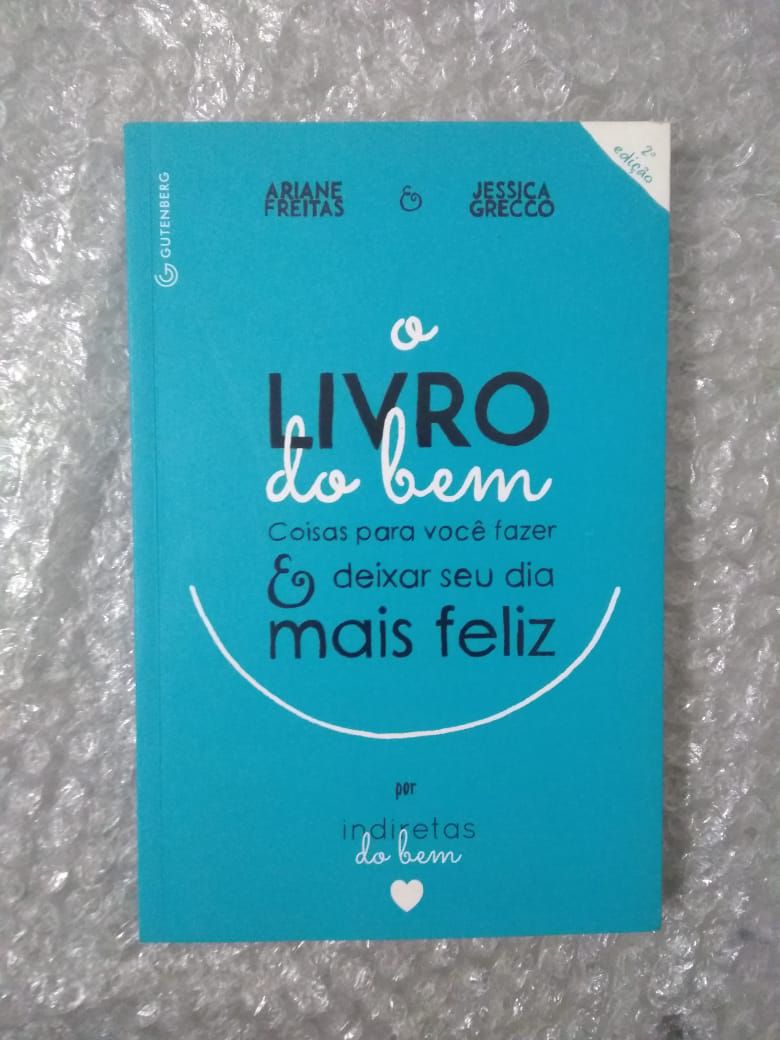 2ª
edição
GUTENBERG
ARIANE
FREITAS
&
JESSICA
GRECCO
o
LIVRO
do bem
Coisas para você fazer
& deixar seu dia
mais feliz
por
indiretas
do bem